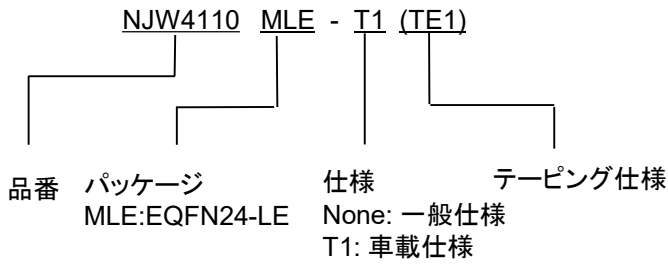 NJW4110 MLE - T1 (TE1)
品番
パッケージ
MLE:EQFN24-LE
仕様
None: 一般仕様
T1: 車載仕様
テーピング仕様